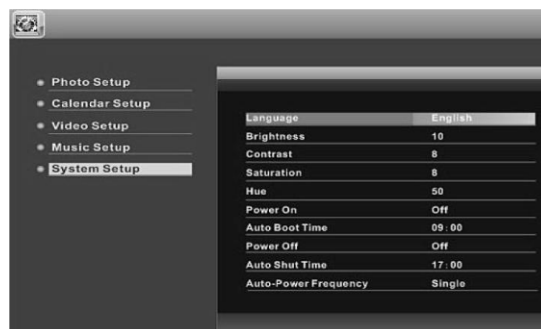 Photo Setup
Calendar Setup
Video Setup
Music Setup
System Setup
Language English
Brightness 10
Contrast 8
Saturation 8
Hue 50
Power On Off
Auto Boot Time 09:00
Power Off Off
Auto Shut Time 17:00
Auto-Power Frequency Single